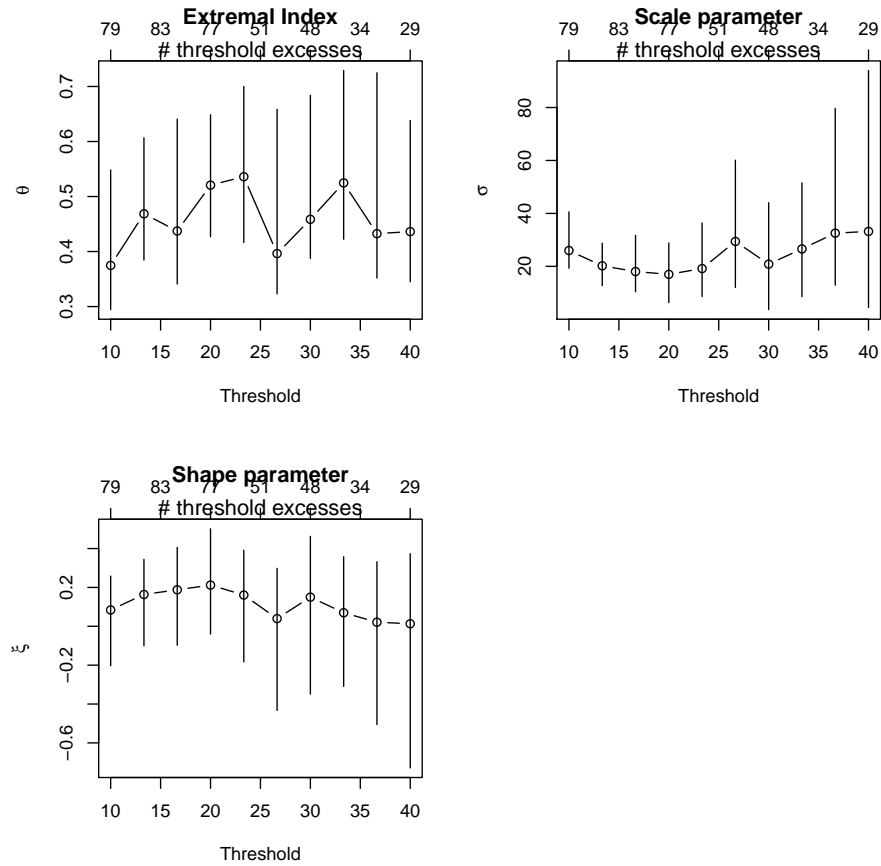 Extremal Index
79 83 77 51 48 34 29
# threshold excesses
0.7
0.6
0.5
0.4
0.3
θ
10 15 20 25 30 35 40
Threshold
Scale parameter
79 83 77 51 48 34 29
# threshold excesses
80
60
40
20
σ
10 15 20 25 30 35 40
Threshold
Shape parameter
79 83 77 51 48 34 29
# threshold excesses
0.2
−0.2
−0.6
ξ
10 15 20 25 30 35 40
Threshold